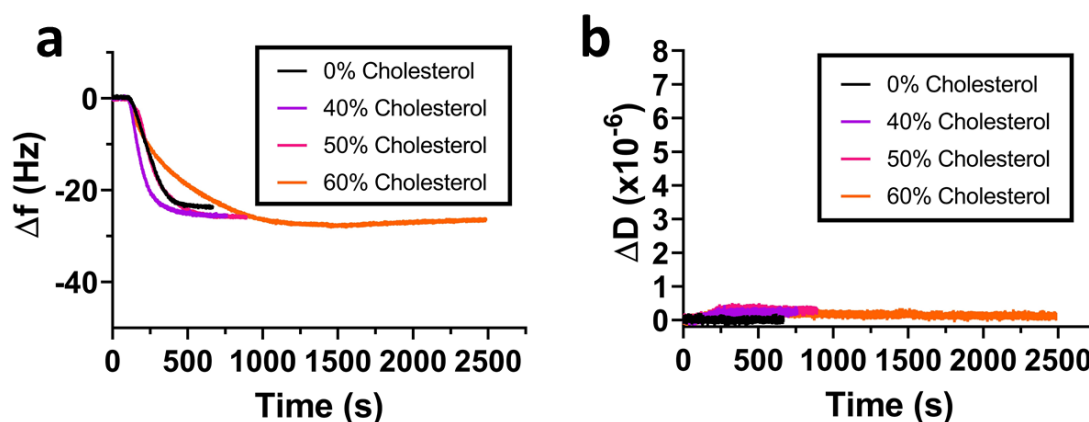 a
0% Cholesterol
40% Cholesterol
50% Cholesterol
60% Cholesterol
0
-20
-40
Δf (Hz)
0 500 1000 1500 2000 2500
Time (s)
b
0% Cholesterol
40% Cholesterol
50% Cholesterol
60% Cholesterol
8
7
6
5
4
3
2
1
0
ΔD (x10⁻⁶)
0 500 1000 1500 2000 2500
Time (s)